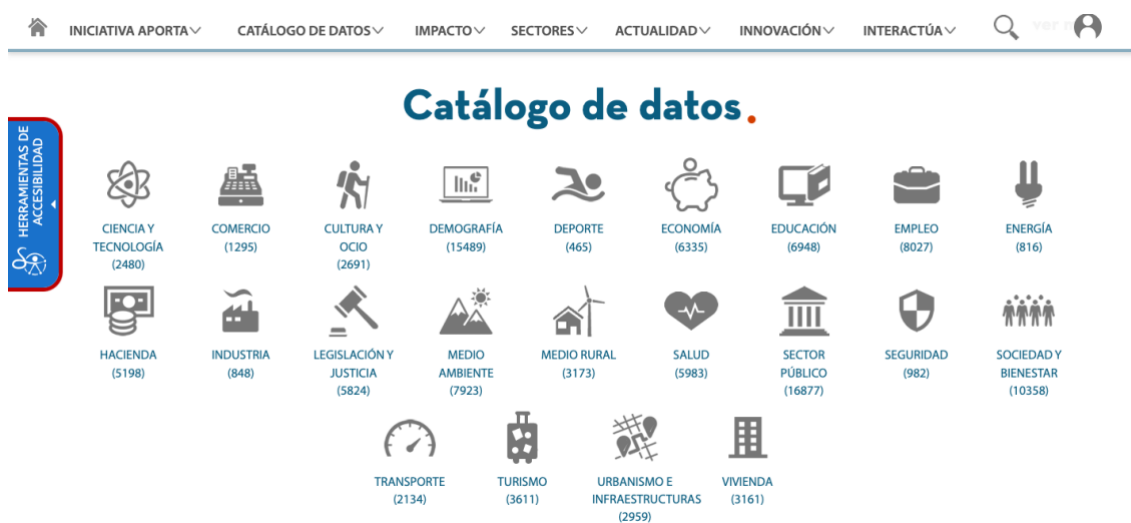 INICIATIVA APORTA CATÁLOGO DE DATOS IMPACTO SECTORES ACTUALIDAD INNOVACIÓN INTERACTÚA
Catálogo de datos.
HERRAMIENTAS DE
ACCESIBILIDAD
CIENCIA Y
TECNOLOGÍA
(2480)
COMERCIO
(1295)
CULTURA Y
OCIO
(2691)
DEMOGRAFÍA
(15489)
DEPORTE
(465)
ECONOMÍA
(6335)
EDUCACIÓN
(6948)
EMPLEO
(8027)
ENERGÍA
(816)
HACIENDA
(5198)
INDUSTRIA
(848)
LEGISLACIÓN Y
JUSTICIA
(5824)
MEDIO
AMBIENTE
(7923)
MEDIO RURAL
(3173)
SALUD
(5983)
SECTOR
PÚBLICO
(16877)
SEGURIDAD
(982)
SOCIEDAD Y
BIENESTAR
(10358)
TRANSPORTE
(2134)
TURISMO
(3611)
URBANISMO E
INFRAESTRUCTURAS
(2959)
VIVIENDA
(3161)